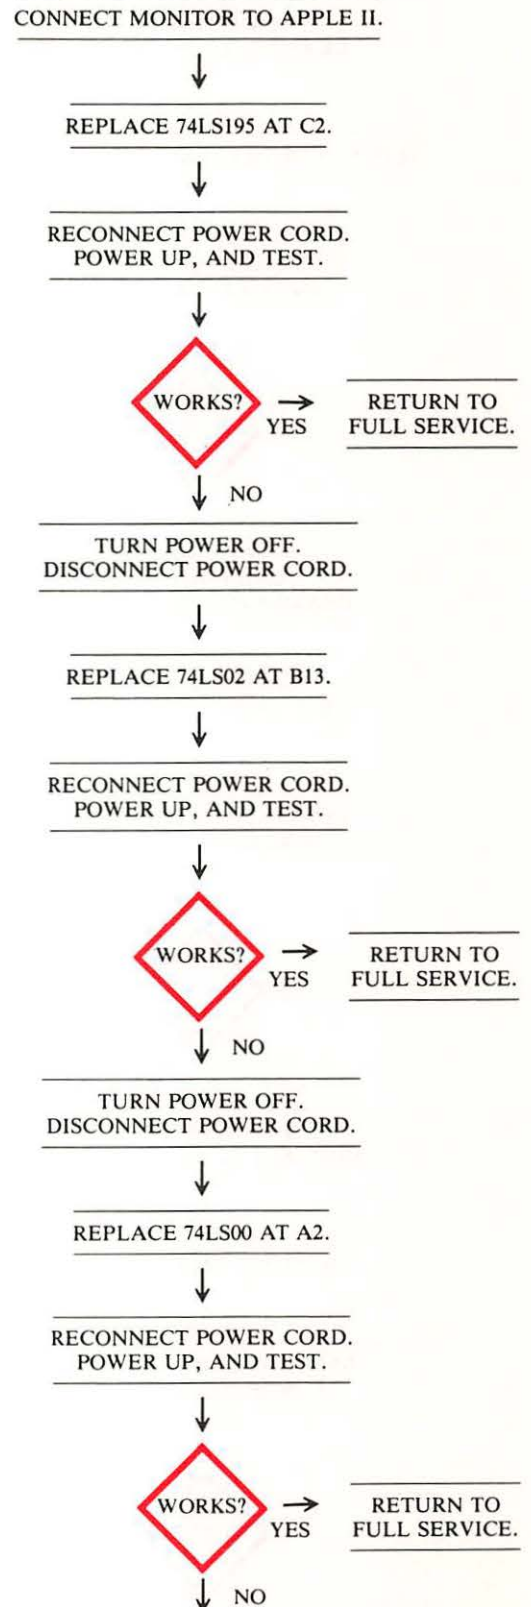 CONNECT MONITOR TO APPLE II.
REPLACE 74LS195 AT C2.
RECONNECT POWER CORD.
POWER UP, AND TEST.
WORKS?
YES
RETURN TO
FULL SERVICE.
NO
TURN POWER OFF.
DISCONNECT POWER CORD.
REPLACE 74LS02 AT B13.
RECONNECT POWER CORD.
POWER UP, AND TEST.
WORKS?
YES
RETURN TO
FULL SERVICE.
NO
TURN POWER OFF.
DISCONNECT POWER CORD.
REPLACE 74LS00 AT A2.
RECONNECT POWER CORD.
POWER UP, AND TEST.
WORKS?
YES
RETURN TO
FULL SERVICE.
NO